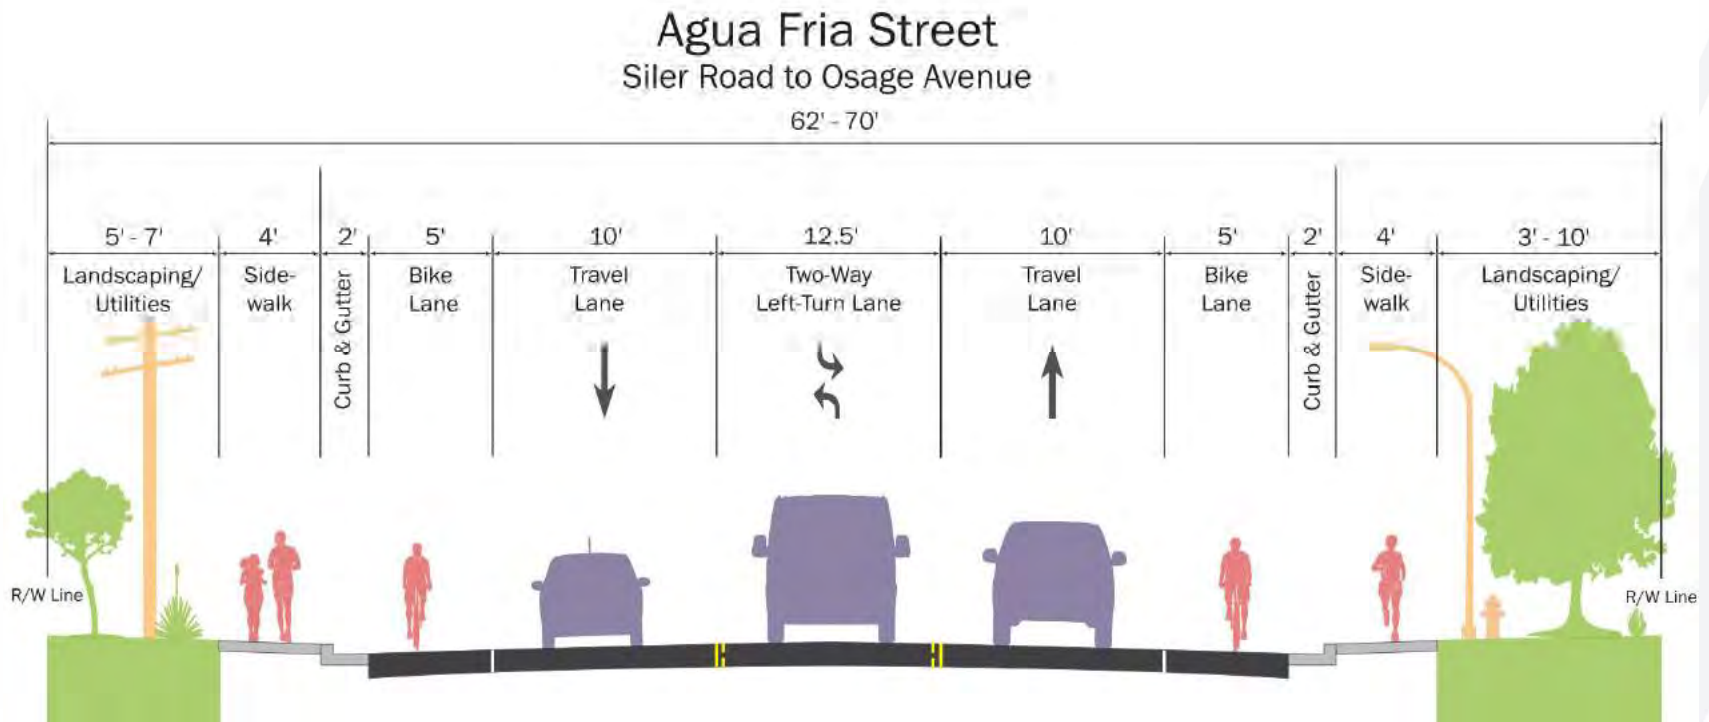 Agua Fria Street
Siler Road to Osage Avenue
62' - 70'
5' - 7'
4'
2'
5'
10'
12.5'
10'
5'
2'
4'
3' - 10'
Landscaping/
Utilities
Side-
walk
Curb & Gutter
Bike
Lane
Travel
Lane
Two-Way
Left-Turn Lane
Travel
Lane
Bike
Lane
Curb & Gutter
Side-
walk
Landscaping/
Utilities
R/W Line
R/W Line